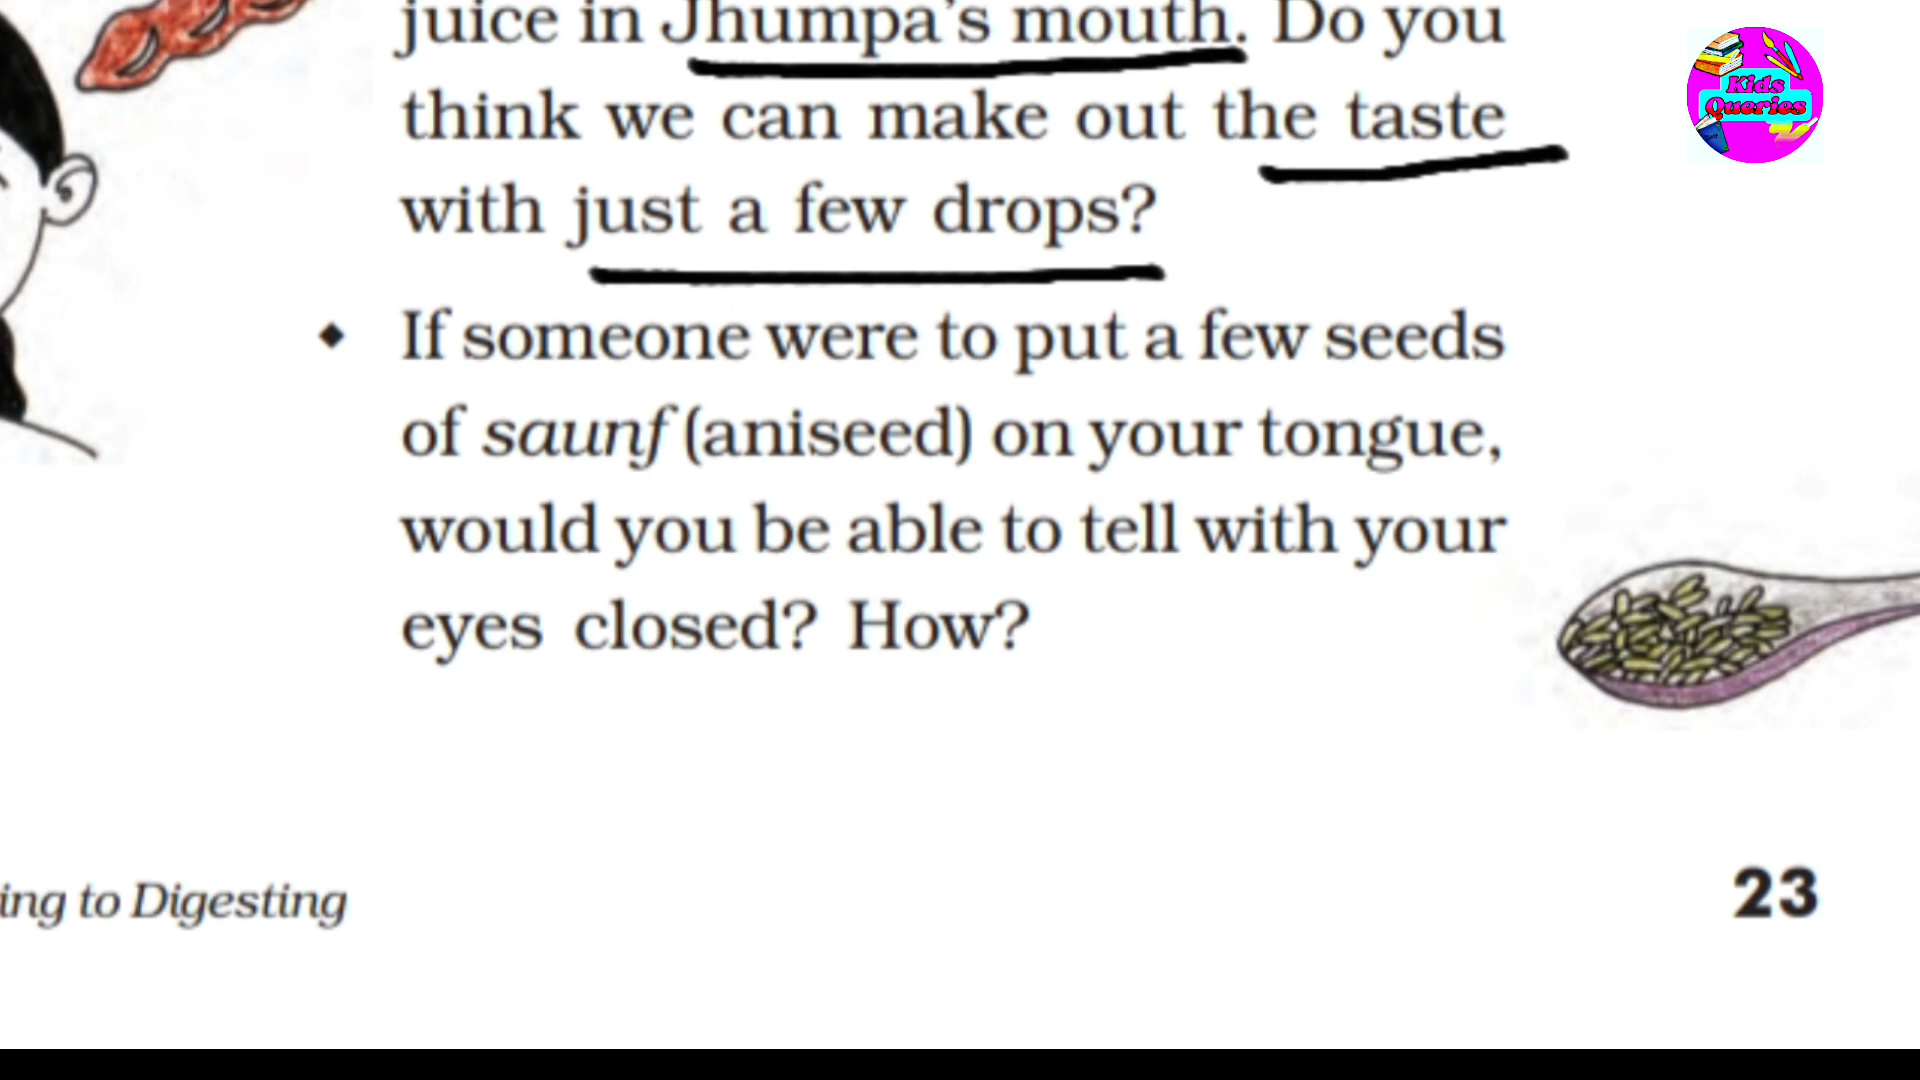 juice in Jhumpa's mouth. Do you
think we can make out the taste
with just a few drops?
◆ If someone were to put a few seeds
of saunf (aniseed) on your tongue,
would you be able to tell with your
eyes closed? How?
ing to Digesting
23
Kids
Queries